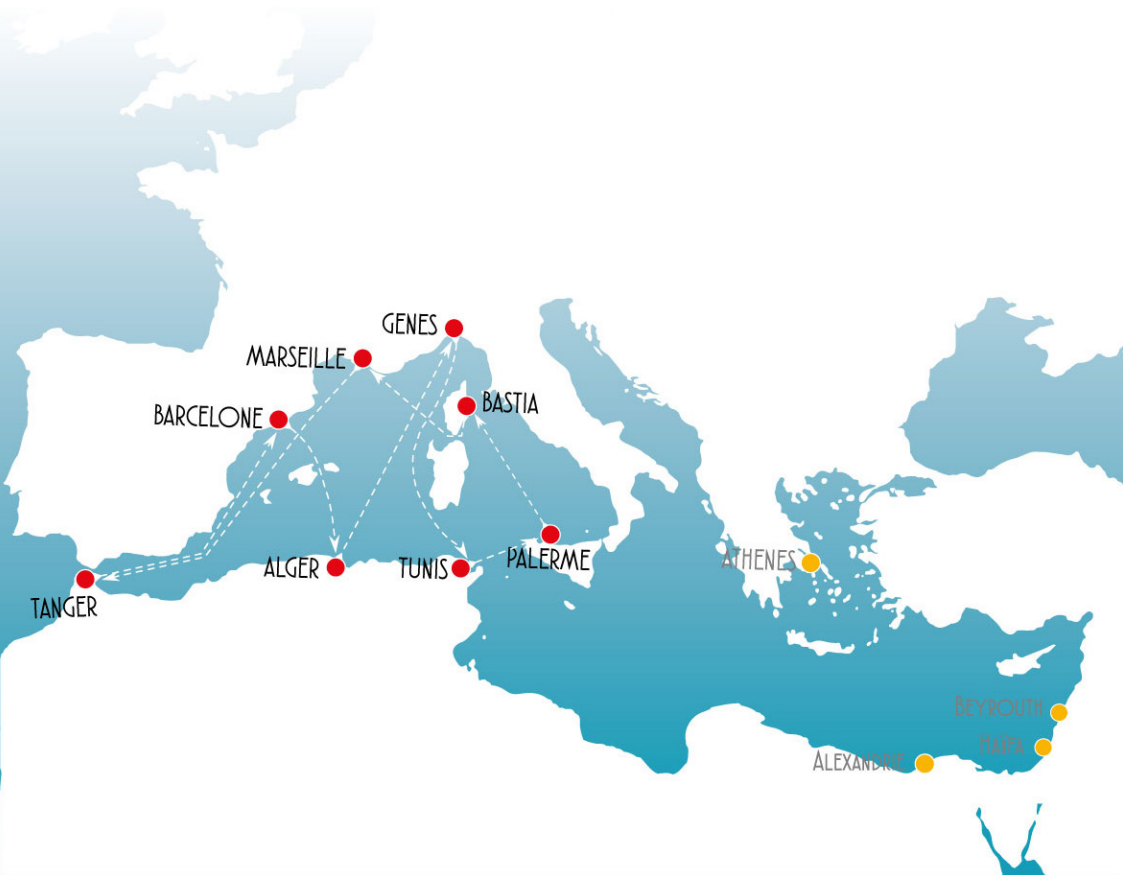 GENES
MARSEILLE
BASTIA
BARCELONE
ATHENES
PALERME
ALGER
TUNIS
TANGER
BEYROUTH
HAÏFA
ALEXANDRIE